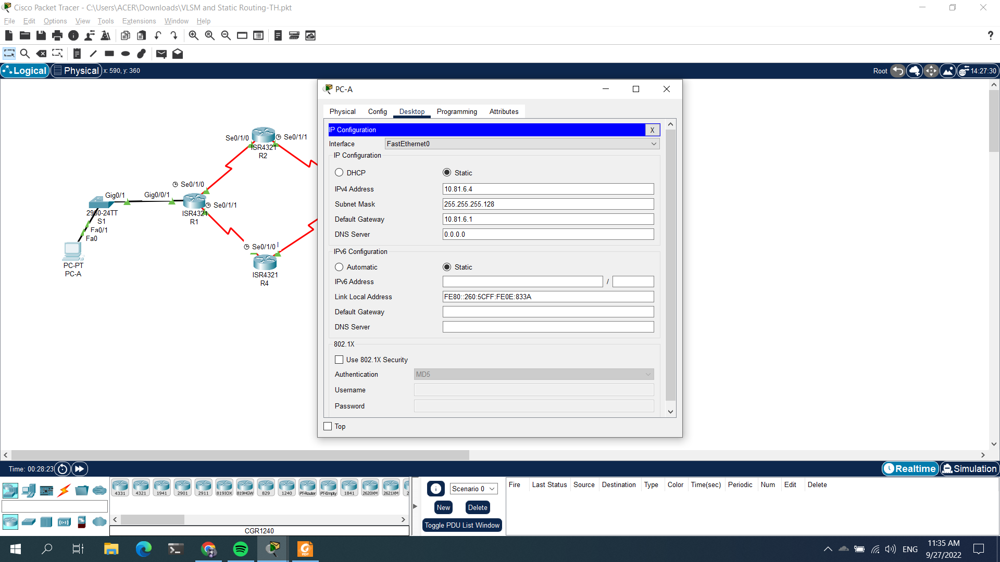 Cisco Packet Tracer - C:\Users\ACER\Downloads\VLSM and Static Routing-TH.pkt
File Edit Options View Tools Extensions Window Help
Logical Physical x: 590, y: 360 Root 14:27:30
PC-A
Physical Config Desktop Programming Attributes
IP Configuration X
Interface FastEthernet0
IP Configuration
DHCP Static
IPv4 Address 10.81.6.4
Subnet Mask 255.255.255.128
Default Gateway 10.81.6.1
DNS Server 0.0.0.0
IPv6 Configuration
Automatic Static
IPv6 Address /
Link Local Address FE80::260:5CFF:FE0E:833A
Default Gateway
DNS Server
802.1X
Use 802.1X Security
Authentication MD5
Username
Password
Top
Se0/1/0 Se0/1/1
ISR4321
R2
Se0/1/0
Gig0/1 Gig0/0/1
Se0/1/1
2960-24TT
S1
ISR4321
R1
Fa0/1
Fa0
Se0/1/0
PC-PT
PC-A
ISR4321
R4
Time: 00:28:23 Realtime Simulation
4331 4321 1941 2901 2911 819IOX 819HGW 829 1240 PT-Router PT-Empty 1841 2620XM 2621XM
CGR1240
Scenario 0
New Delete
Toggle PDU List Window
Fire Last Status Source Destination Type Color Time(sec) Periodic Num Edit Delete
ENG
11:35 AM
9/27/2022